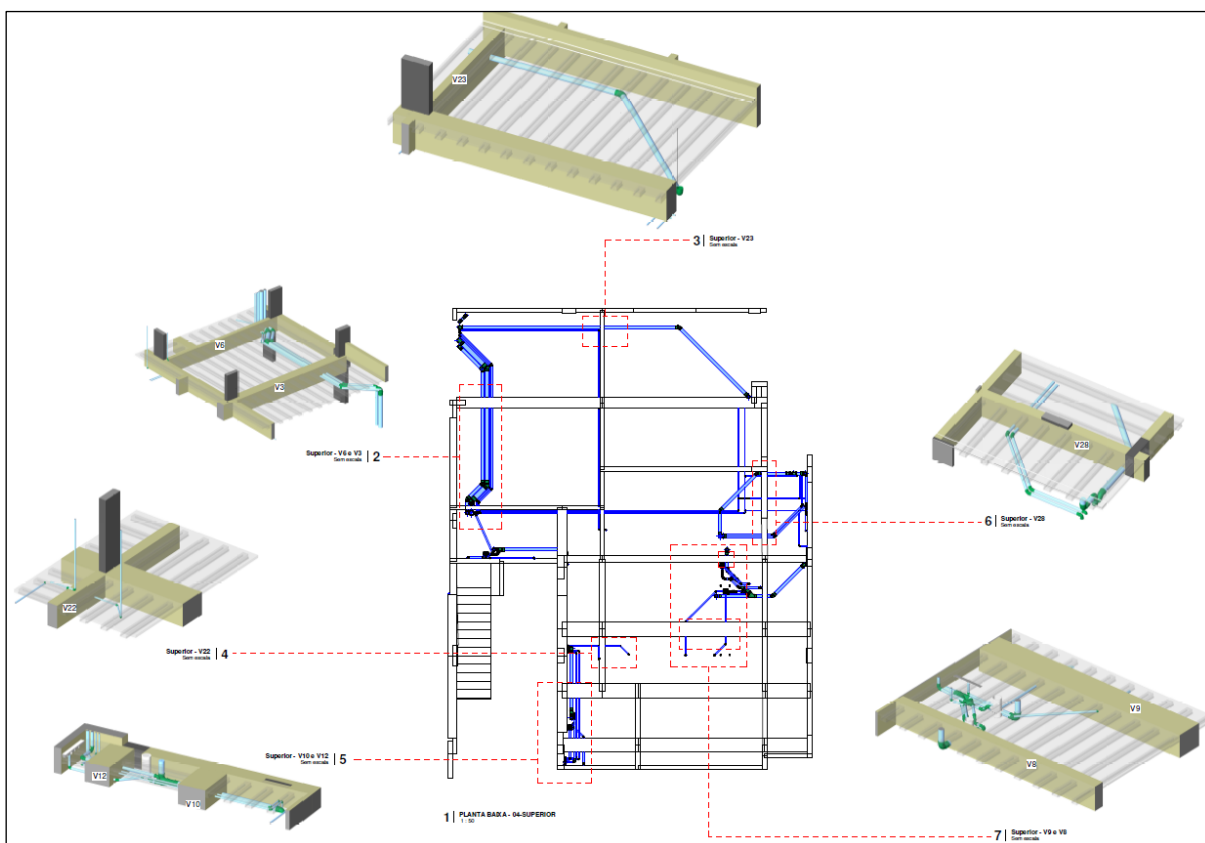 V23
3 Superior - V23
Sem escala
V6
V3
Superior - V6 e V3 2
Sem escala
V28
6 Superior - V28
Sem escala
V22
Superior - V22 4
Sem escala
V9
V8
V12
V10
Superior - V10 e V12 5
Sem escala
1 PLANTA BAIXA - 04-SUPERIOR
1 : 50
7 Superior - V9 e V8
Sem escala